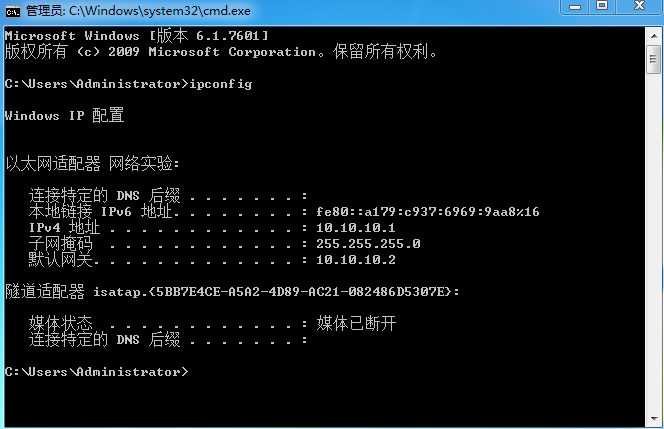 管理员: C:\Windows\system32\cmd.exe
Microsoft Windows [版本 6.1.7601]
版权所有 (c) 2009 Microsoft Corporation。保留所有权利。
C:\Users\Administrator>ipconfig
Windows IP 配置
以太网适配器 网络实验:
连接特定的 DNS 后缀 . . . . . . . :
本地链接 IPv6 地址. . . . . . . . : fe80::a179:c937:6969:9aa8%16
IPv4 地址 . . . . . . . . . . . . : 10.10.10.1
子网掩码  . . . . . . . . . . . . : 255.255.255.0
默认网关. . . . . . . . . . . . . : 10.10.10.2
隧道适配器 isatap.{5BB7E4CE-A5A2-4D89-AC21-082486D5307E}:
媒体状态  . . . . . . . . . . . . : 媒体已断开
连接特定的 DNS 后缀 . . . . . . . :
C:\Users\Administrator>